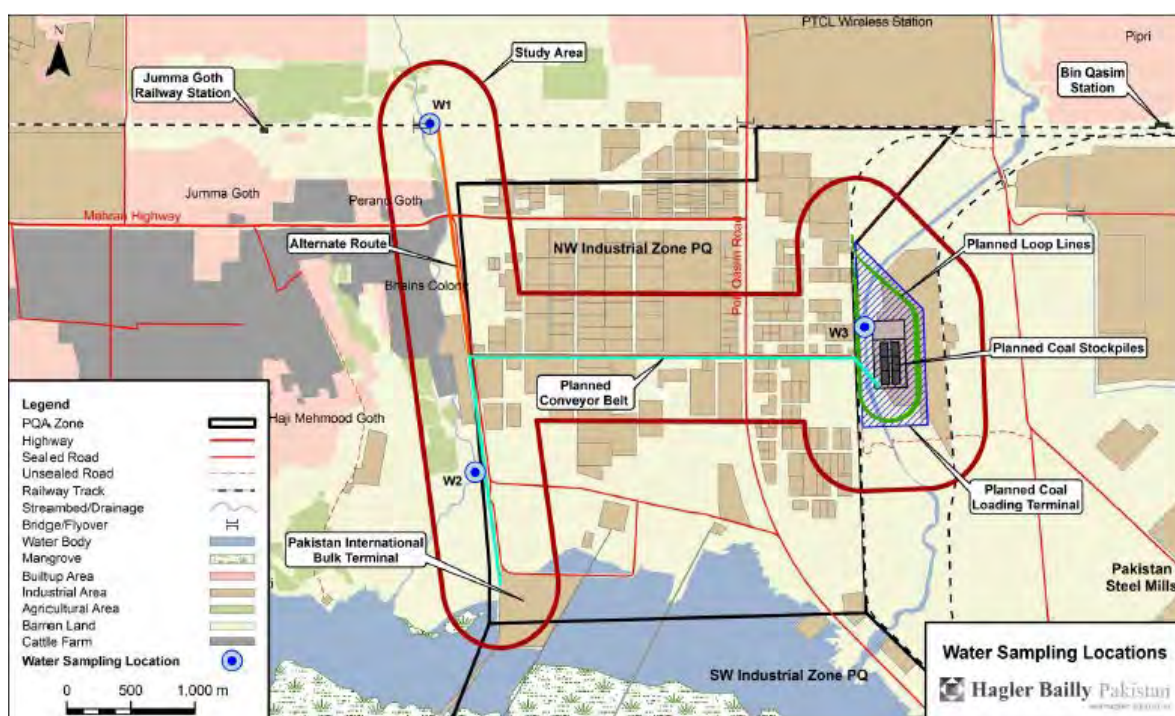 PTCL Wireless Station
Pipri
N
Study Area
Jumma Goth
Railway Station
Bin Qasim
Station
W1
Jumma Goth
Perano Goth
Mehran Highway
Alternate Route
NW Industrial Zone PQ
Port Qasim Road
Planned Loop Lines
Bhains Colony
W3
Planned Coal Stockpiles
Planned
Conveyor Belt
Haji Mehmood Goth
W2
Planned Coal
Loading Terminal
Pakistan International
Bulk Terminal
Pakistan
Steel Mills
SW Industrial Zone PQ
Legend
PQA Zone
Highway
Sealed Road
Unsealed Road
Railway Track
Streambed/Drainage
Bridge/Flyover
Water Body
Mangrove
Builtup Area
Industrial Area
Agricultural Area
Barren Land
Cattle Farm
Water Sampling Location
0 500 1,000 m
Water Sampling Locations
Hagler Bailly Pakistan